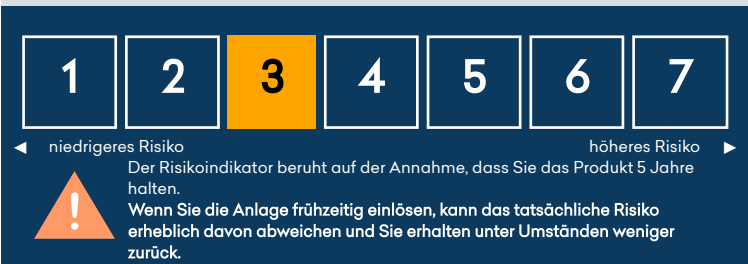 1 2 3 4 5 6 7
niedrigeres Risiko höheres Risiko
Der Risikoindikator beruht auf der Annahme, dass Sie das Produkt 5 Jahre
halten.
Wenn Sie die Anlage frühzeitig einlösen, kann das tatsächliche Risiko
erheblich davon abweichen und Sie erhalten unter Umständen weniger
zurück.